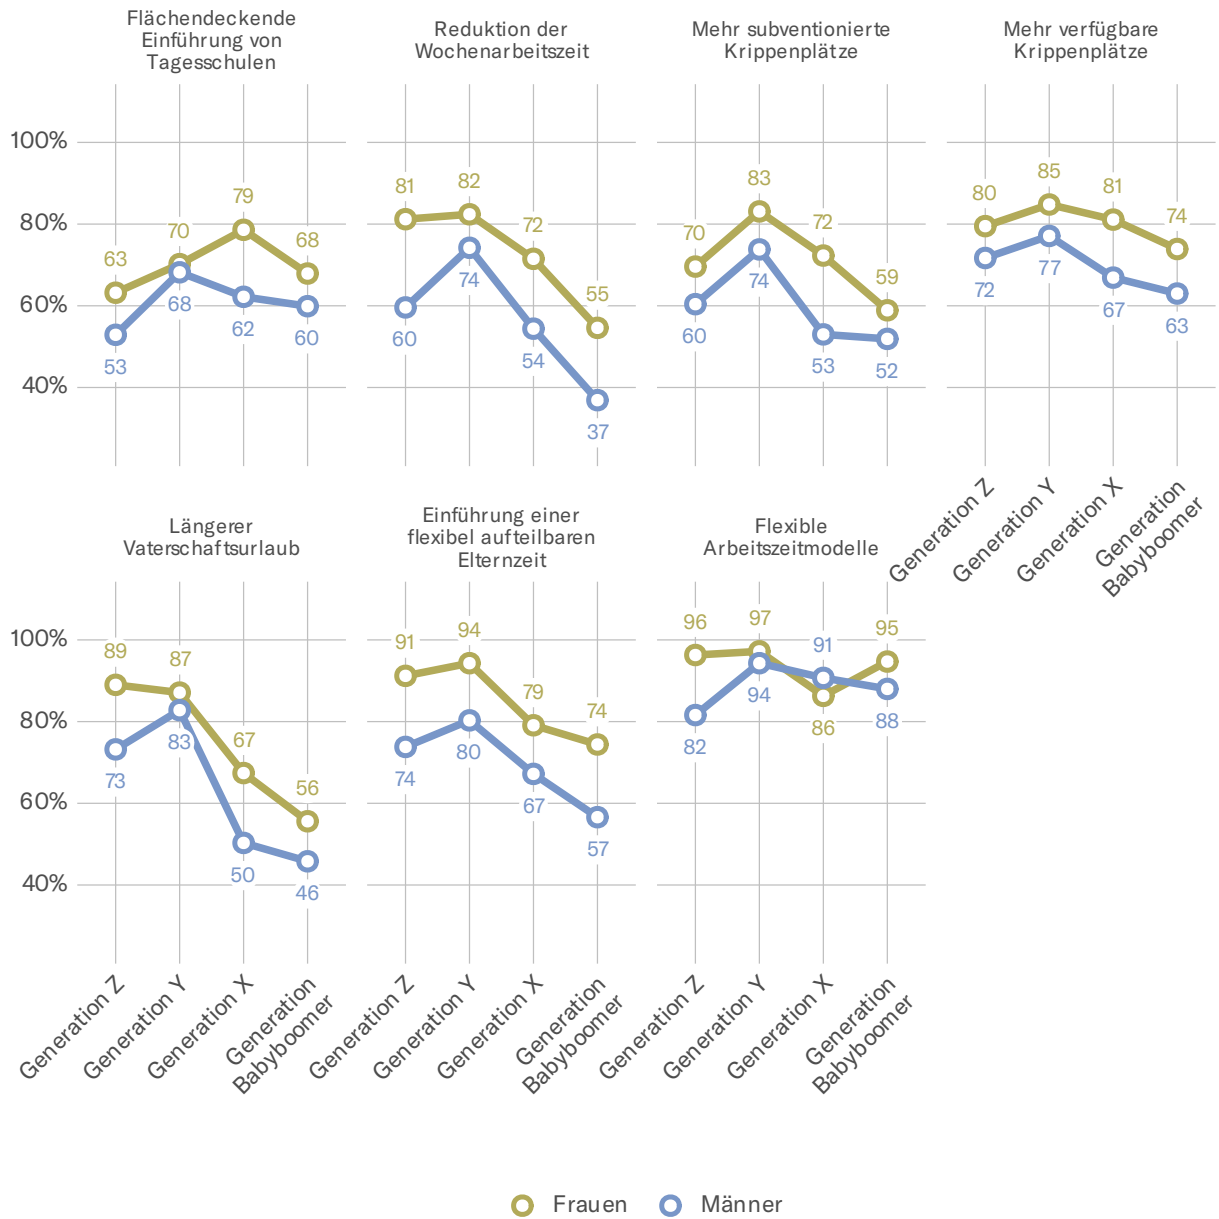 Flächendeckende
Einführung von
Tagesschulen
Reduktion der
Wochenarbeitszeit
Mehr subventionierte
Krippenplätze
Mehr verfügbare
Krippenplätze
100%
80%
60%
40%
63
70
79
68
53
68
62
60
81
82
72
55
60
74
54
37
70
83
72
59
60
74
53
52
80
85
81
74
72
77
67
63
Generation Z
Generation Y
Generation X
Generation
Babyboomer
Längerer
Vaterschaftsurlaub
Einführung einer
flexibel aufteilbaren
Elternzeit
Flexible
Arbeitszeitmodelle
100%
80%
60%
40%
89
87
67
56
73
83
50
46
91
94
79
74
74
80
67
57
96
97
86
95
82
94
91
88
Generation Z
Generation Y
Generation X
Generation
Babyboomer
Generation Z
Generation Y
Generation X
Generation
Babyboomer
Generation Z
Generation Y
Generation X
Generation
Babyboomer
Frauen
Männer